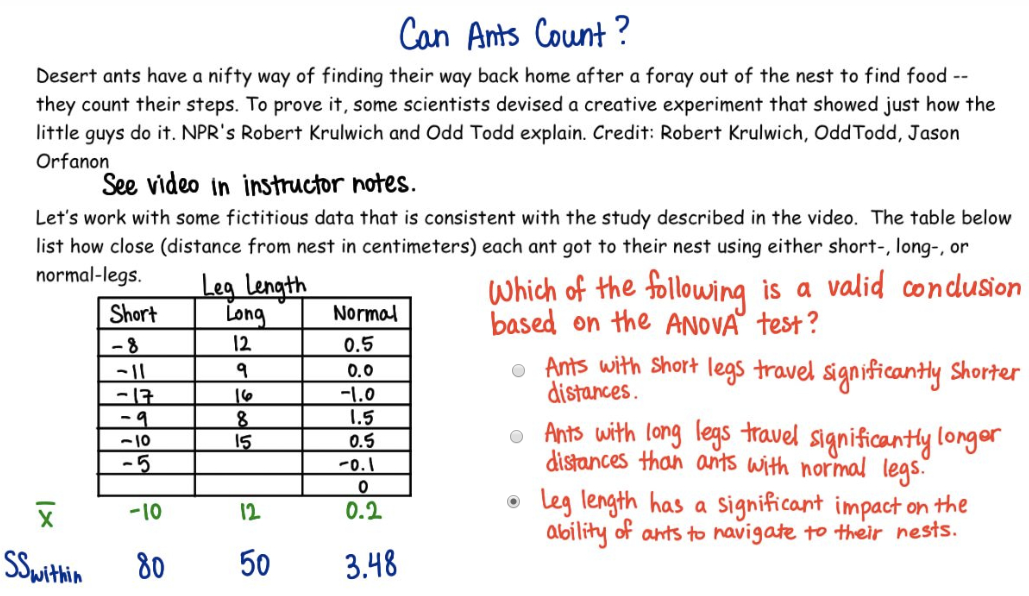 Can Ants Count?
Desert ants have a nifty way of finding their way back home after a foray out of the nest to find food --
they count their steps. To prove it, some scientists devised a creative experiment that showed just how the
little guys do it. NPR's Robert Krulwich and Odd Todd explain. Credit: Robert Krulwich, OddTodd, Jason
Orfanon
See video in instructor notes.
Let's work with some fictitious data that is consistent with the study described in the video. The table below
list how close (distance from nest in centimeters) each ant got to their nest using either short-, long-, or
normal-legs.
Leg Length
Short Long Normal
-8 12 0.5
-11 9 0.0
-17 16 -1.0
-9 8 1.5
-10 15 0.5
-5 -0.1
0
x̄ -10 12 0.2
SSwithin 80 50 3.48
Which of the following is a valid conclusion
based on the ANOVA test?
Ants with short legs travel significantly shorter
distances.
Ants with long legs travel significantly longer
distances than ants with normal legs.
Leg length has a significant impact on the
ability of ants to navigate to their nests.